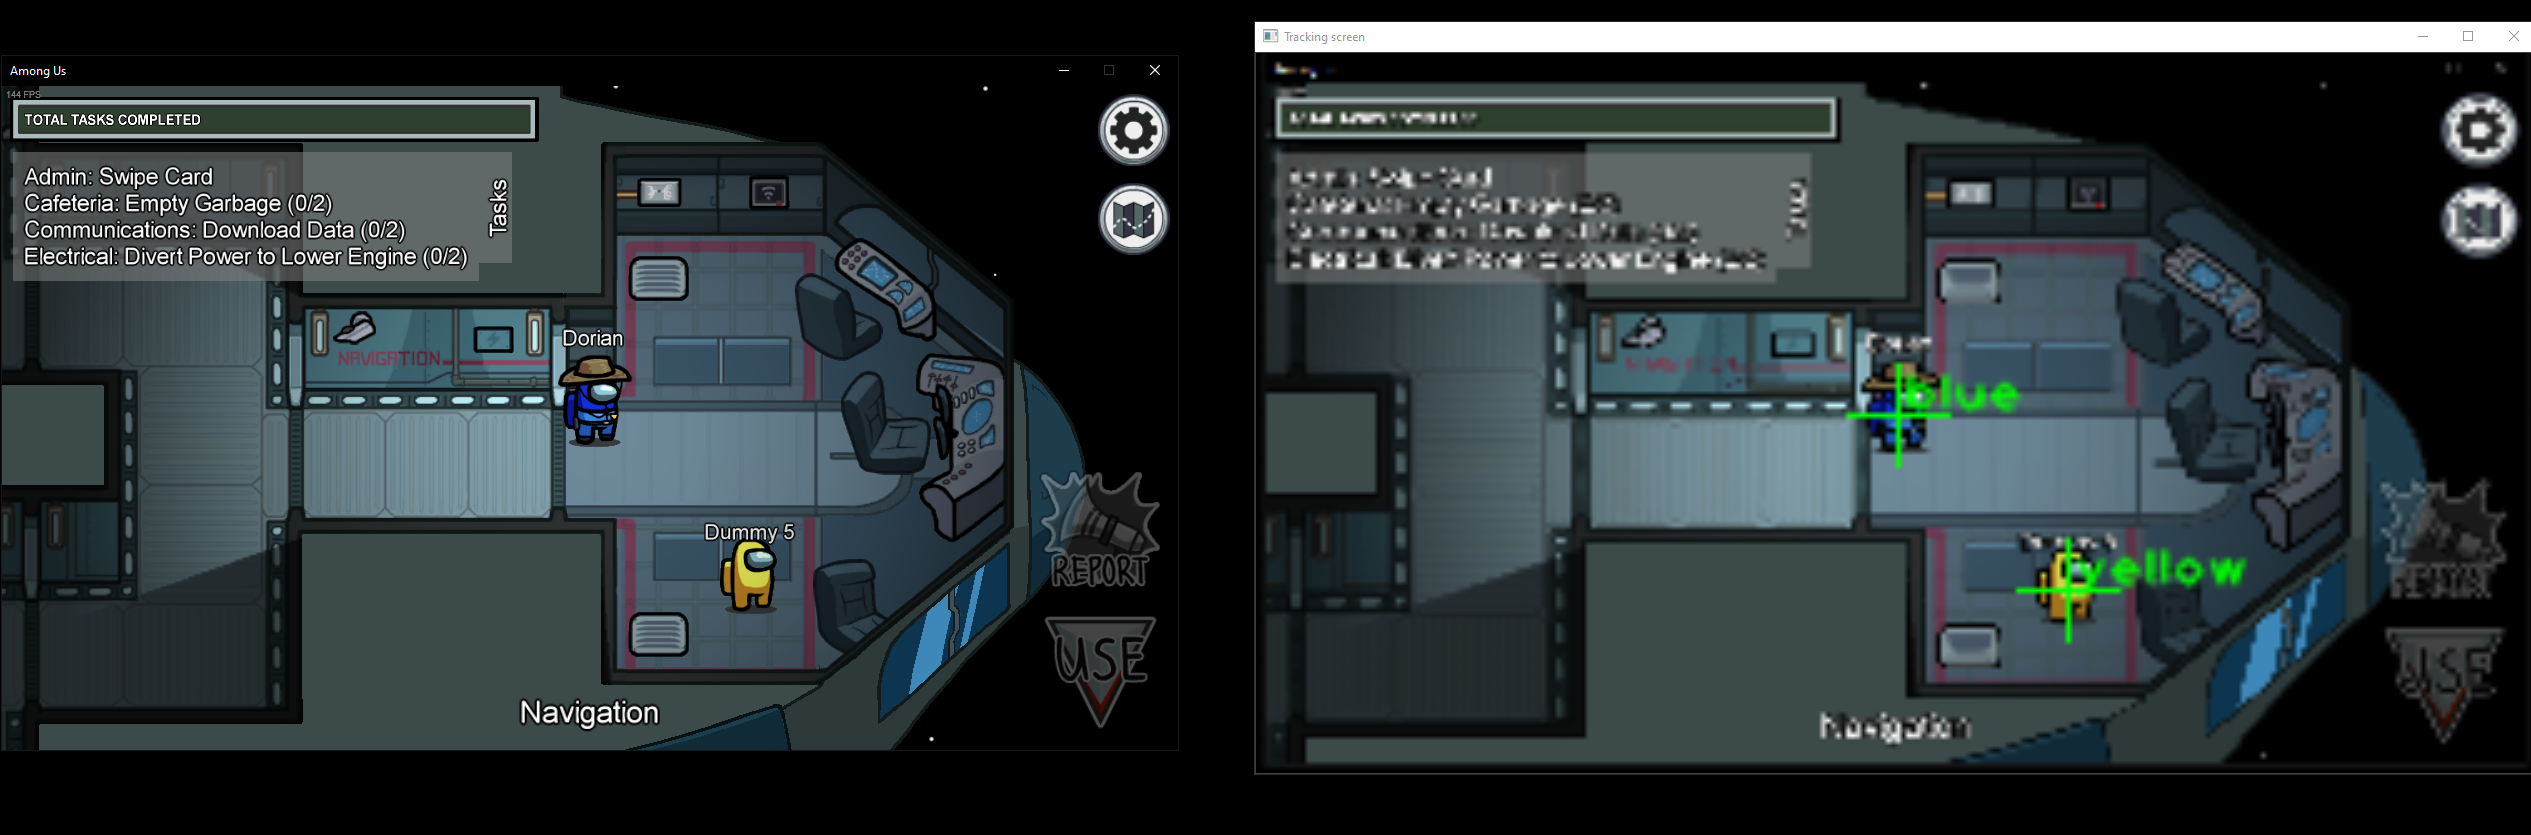 Among Us
144 FPS
TOTAL TASKS COMPLETED
Admin: Swipe Card
Cafeteria: Empty Garbage (0/2)
Communications: Download Data (0/2)
Electrical: Divert Power to Lower Engine (0/2)
Tasks
NAVIGATION
Dorian
Dummy 5
REPORT
USE
Navigation
Tracking screen
blue
yellow
USE
Navigation